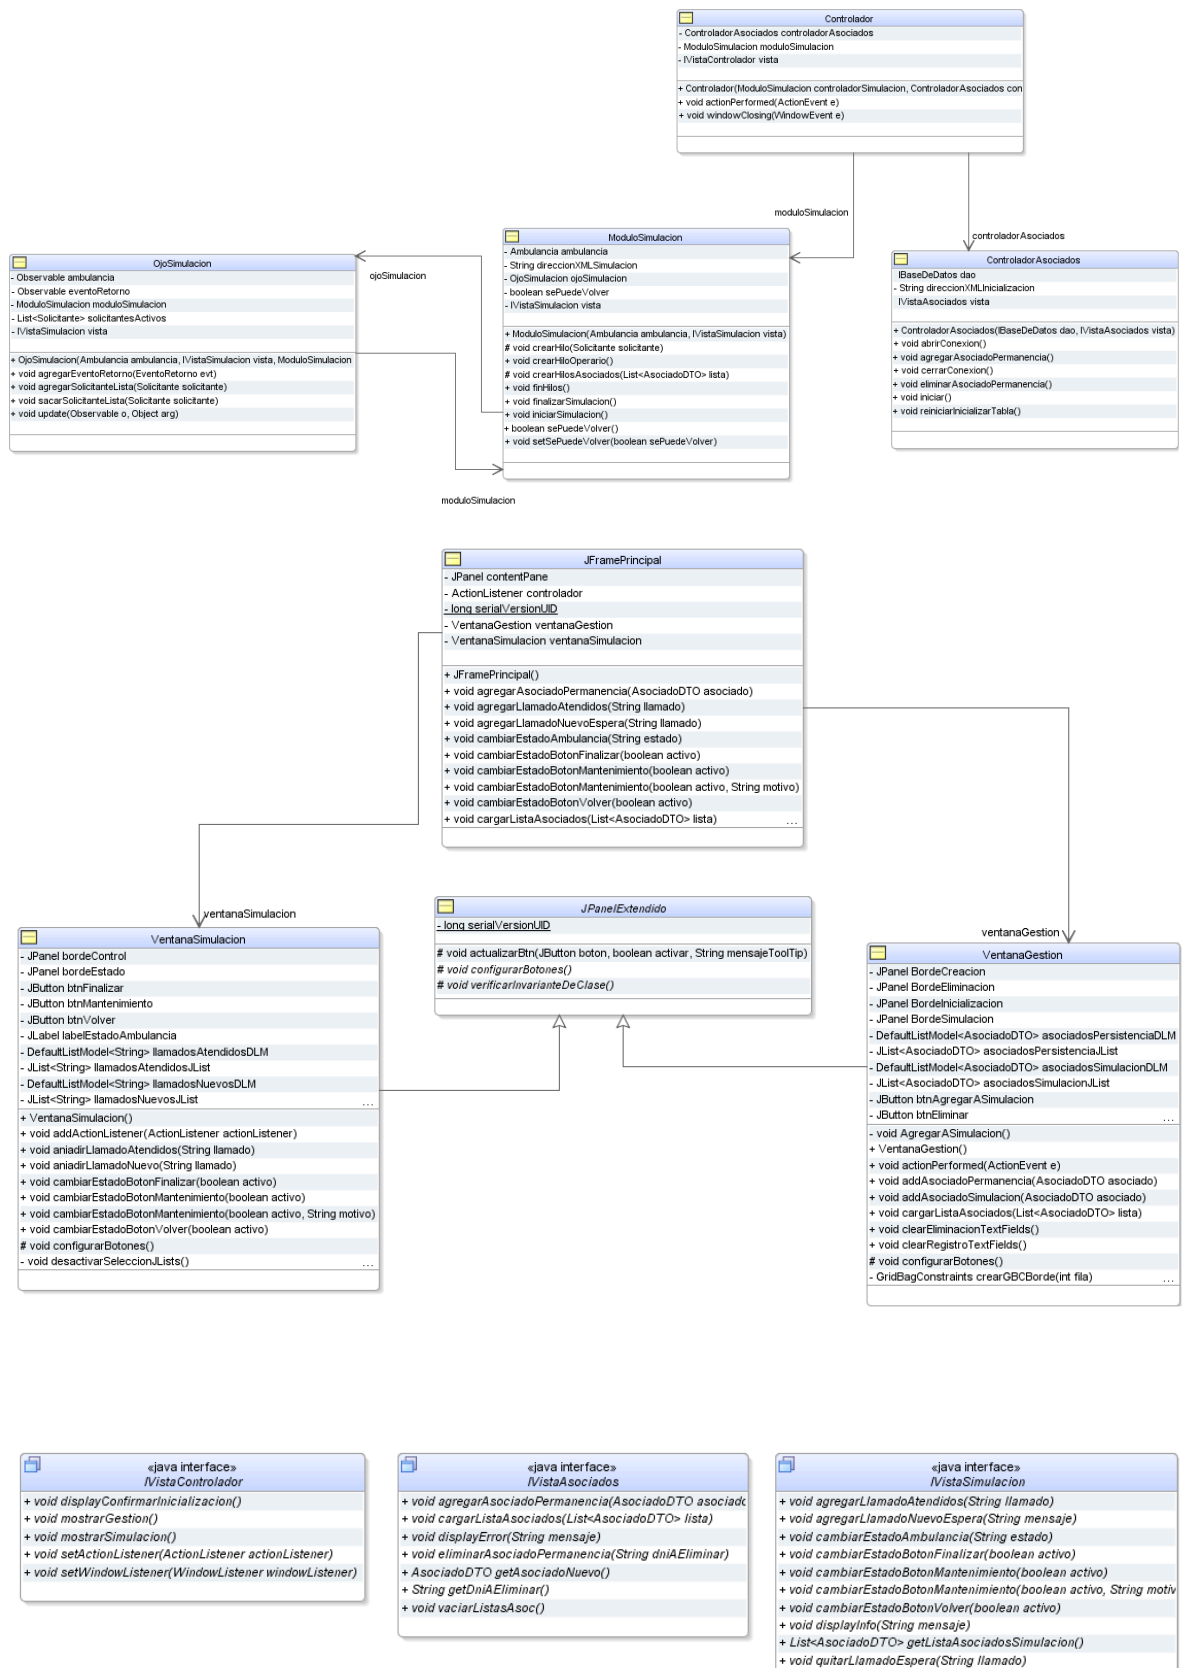 Controlador
- ControladorAsociados controladorAsociados
- ModuloSimulacion moduloSimulacion
- IVistaControlador vista
+ Controlador(ModuloSimulacion controladorSimulacion, ControladorAsociados con
+ void actionPerformed(ActionEvent e)
+ void windowClosing(WindowEvent e)
moduloSimulacion
controladorAsociados
OjoSimulacion
- Observable ambulancia
- Observable eventoRetorno
- ModuloSimulacion moduloSimulacion
- List<Solicitante> solicitantesActivos
- IVistaSimulacion vista
+ OjoSimulacion(Ambulancia ambulancia, IVistaSimulacion vista, ModuloSimulacion
+ void agregarEventoRetorno(EventoRetorno evt)
+ void agregarSolicitanteLista(Solicitante solicitante)
+ void sacarSolicitanteLista(Solicitante solicitante)
+ void update(Observable o, Object arg)
ojoSimulacion
ModuloSimulacion
- Ambulancia ambulancia
- String direccionXMLSimulacion
- OjoSimulacion ojoSimulacion
- boolean sePuedeVolver
- IVistaSimulacion vista
+ ModuloSimulacion(Ambulancia ambulancia, IVistaSimulacion vista)
# void crearHilo(Solicitante solicitante)
+ void crearHiloOperario()
# void crearHilosAsociados(List<AsociadoDTO> lista)
+ void finHilos()
+ void finalizarSimulacion()
+ void iniciarSimulacion()
+ boolean sePuedeVolver()
+ void setSePuedeVolver(boolean sePuedeVolver)
ControladorAsociados
IBaseDeDatos dao
- String direccionXMLInicializacion
IVistaAsociados vista
+ ControladorAsociados(IBaseDeDatos dao, IVistaAsociados vista)
+ void abrirConexion()
+ void agregarAsociadoPermanencia()
+ void cerrarConexion()
+ void eliminarAsociadoPermanencia()
+ void iniciar()
+ void reiniciarInicializarTabla()
moduloSimulacion
JFramePrincipal
- JPanel contentPane
- ActionListener controlador
- long serialVersionUID
- VentanaGestion ventanaGestion
- VentanaSimulacion ventanaSimulacion
+ JFramePrincipal()
+ void agregarAsociadoPermanencia(AsociadoDTO asociado)
+ void agregarLlamadoAtendidos(String llamado)
+ void agregarLlamadoNuevoEspera(String llamado)
+ void cambiarEstadoAmbulancia(String estado)
+ void cambiarEstadoBotonFinalizar(boolean activo)
+ void cambiarEstadoBotonMantenimiento(boolean activo)
+ void cambiarEstadoBotonMantenimiento(boolean activo, String motivo)
+ void cambiarEstadoBotonVolver(boolean activo)
+ void cargarListaAsociados(List<AsociadoDTO> lista) ...
ventanaSimulacion
ventanaGestion
JPanelExtendido
- long serialVersionUID
# void actualizarBtn(JButton boton, boolean activar, String mensajeToolTip)
# void configurarBotones()
# void verificarInvarianteDeClase()
VentanaSimulacion
- JPanel bordeControl
- JPanel bordeEstado
- JButton btnFinalizar
- JButton btnMantenimiento
- JButton btnVolver
- JLabel labelEstadoAmbulancia
- DefaultListModel<String> llamadosAtendidosDLM
- JList<String> llamadosAtendidosJList
- DefaultListModel<String> llamadosNuevosDLM
- JList<String> llamadosNuevosJList ...
+ VentanaSimulacion()
+ void addActionListener(ActionListener actionListener)
+ void aniadirLlamadoAtendidos(String llamado)
+ void aniadirLlamadoNuevo(String llamado)
+ void cambiarEstadoBotonFinalizar(boolean activo)
+ void cambiarEstadoBotonMantenimiento(boolean activo)
+ void cambiarEstadoBotonMantenimiento(boolean activo, String motivo)
+ void cambiarEstadoBotonVolver(boolean activo)
# void configurarBotones()
- void desactivarSeleccionJLists() ...
VentanaGestion
- JPanel BordeCreacion
- JPanel BordeEliminacion
- JPanel BordeInicializacion
- JPanel BordeSimulacion
- DefaultListModel<AsociadoDTO> asociadosPersistenciaDLM
- JList<AsociadoDTO> asociadosPersistenciaJList
- DefaultListModel<AsociadoDTO> asociadosSimulacionDLM
- JList<AsociadoDTO> asociadosSimulacionJList
- JButton btnAgregarASimulacion
- JButton btnEliminar ...
- void AgregarASimulacion()
+ VentanaGestion()
+ void actionPerformed(ActionEvent e)
+ void addAsociadoPermanencia(AsociadoDTO asociado)
+ void addAsociadoSimulacion(AsociadoDTO asociado)
+ void cargarListaAsociados(List<AsociadoDTO> lista)
+ void clearEliminacionTextFields()
+ void clearRegistroTextFields()
# void configurarBotones()
- GridBagConstraints crearGBCBorde(int fila) ...
«java interface»
IVistaControlador
+ void displayConfirmarInicializacion()
+ void mostrarGestion()
+ void mostrarSimulacion()
+ void setActionListener(ActionListener actionListener)
+ void setWindowListener(WindowListener windowListener)
«java interface»
IVistaAsociados
+ void agregarAsociadoPermanencia(AsociadoDTO asociado
+ void cargarListaAsociados(List<AsociadoDTO> lista)
+ void displayError(String mensaje)
+ void eliminarAsociadoPermanencia(String dniAEliminar)
+ AsociadoDTO getAsociadoNuevo()
+ String getDniAEliminar()
+ void vaciarListasAsoc()
«java interface»
IVistaSimulacion
+ void agregarLlamadoAtendidos(String llamado)
+ void agregarLlamadoNuevoEspera(String mensaje)
+ void cambiarEstadoAmbulancia(String estado)
+ void cambiarEstadoBotonFinalizar(boolean activo)
+ void cambiarEstadoBotonMantenimiento(boolean activo)
+ void cambiarEstadoBotonMantenimiento(boolean activo, String motiv
+ void cambiarEstadoBotonVolver(boolean activo)
+ void displayInfo(String mensaje)
+ List<AsociadoDTO> getListaAsociadosSimulacion()
+ void quitarLlamadoEspera(String llamado)